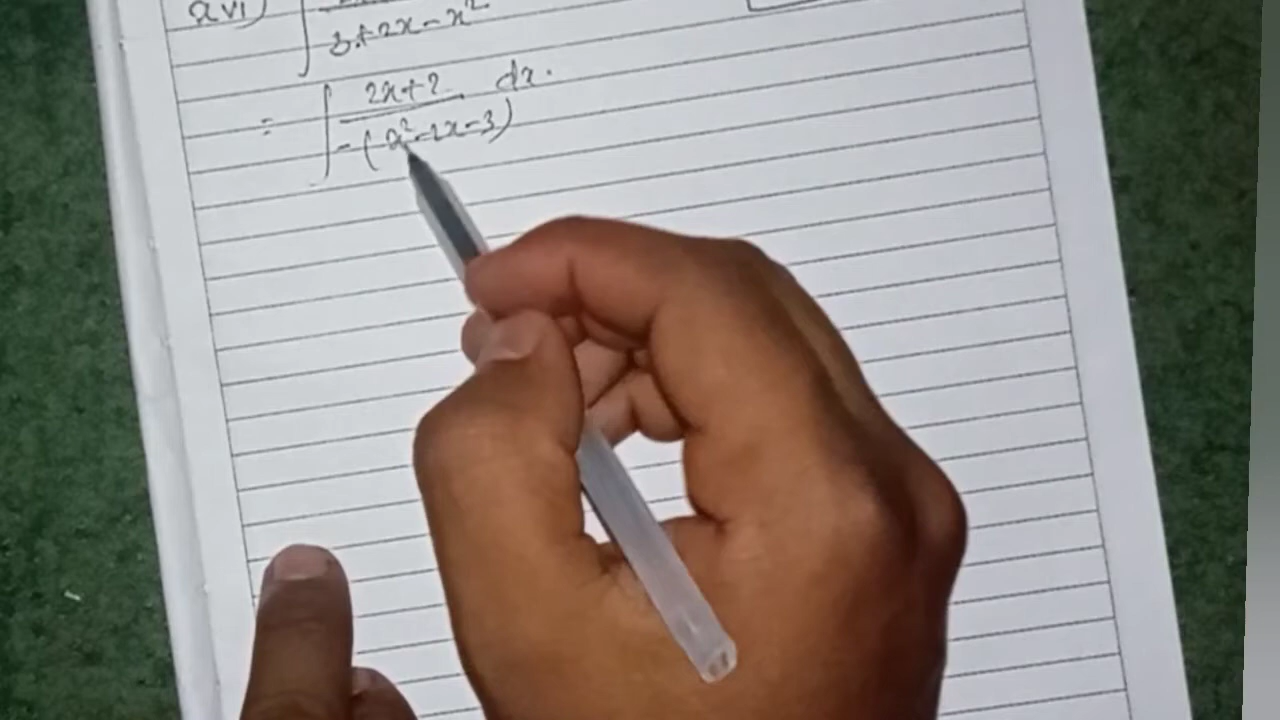 xvi) ∫
3+2x-x²
= ∫ 2x+2 dx.
-(x²-2x-3)